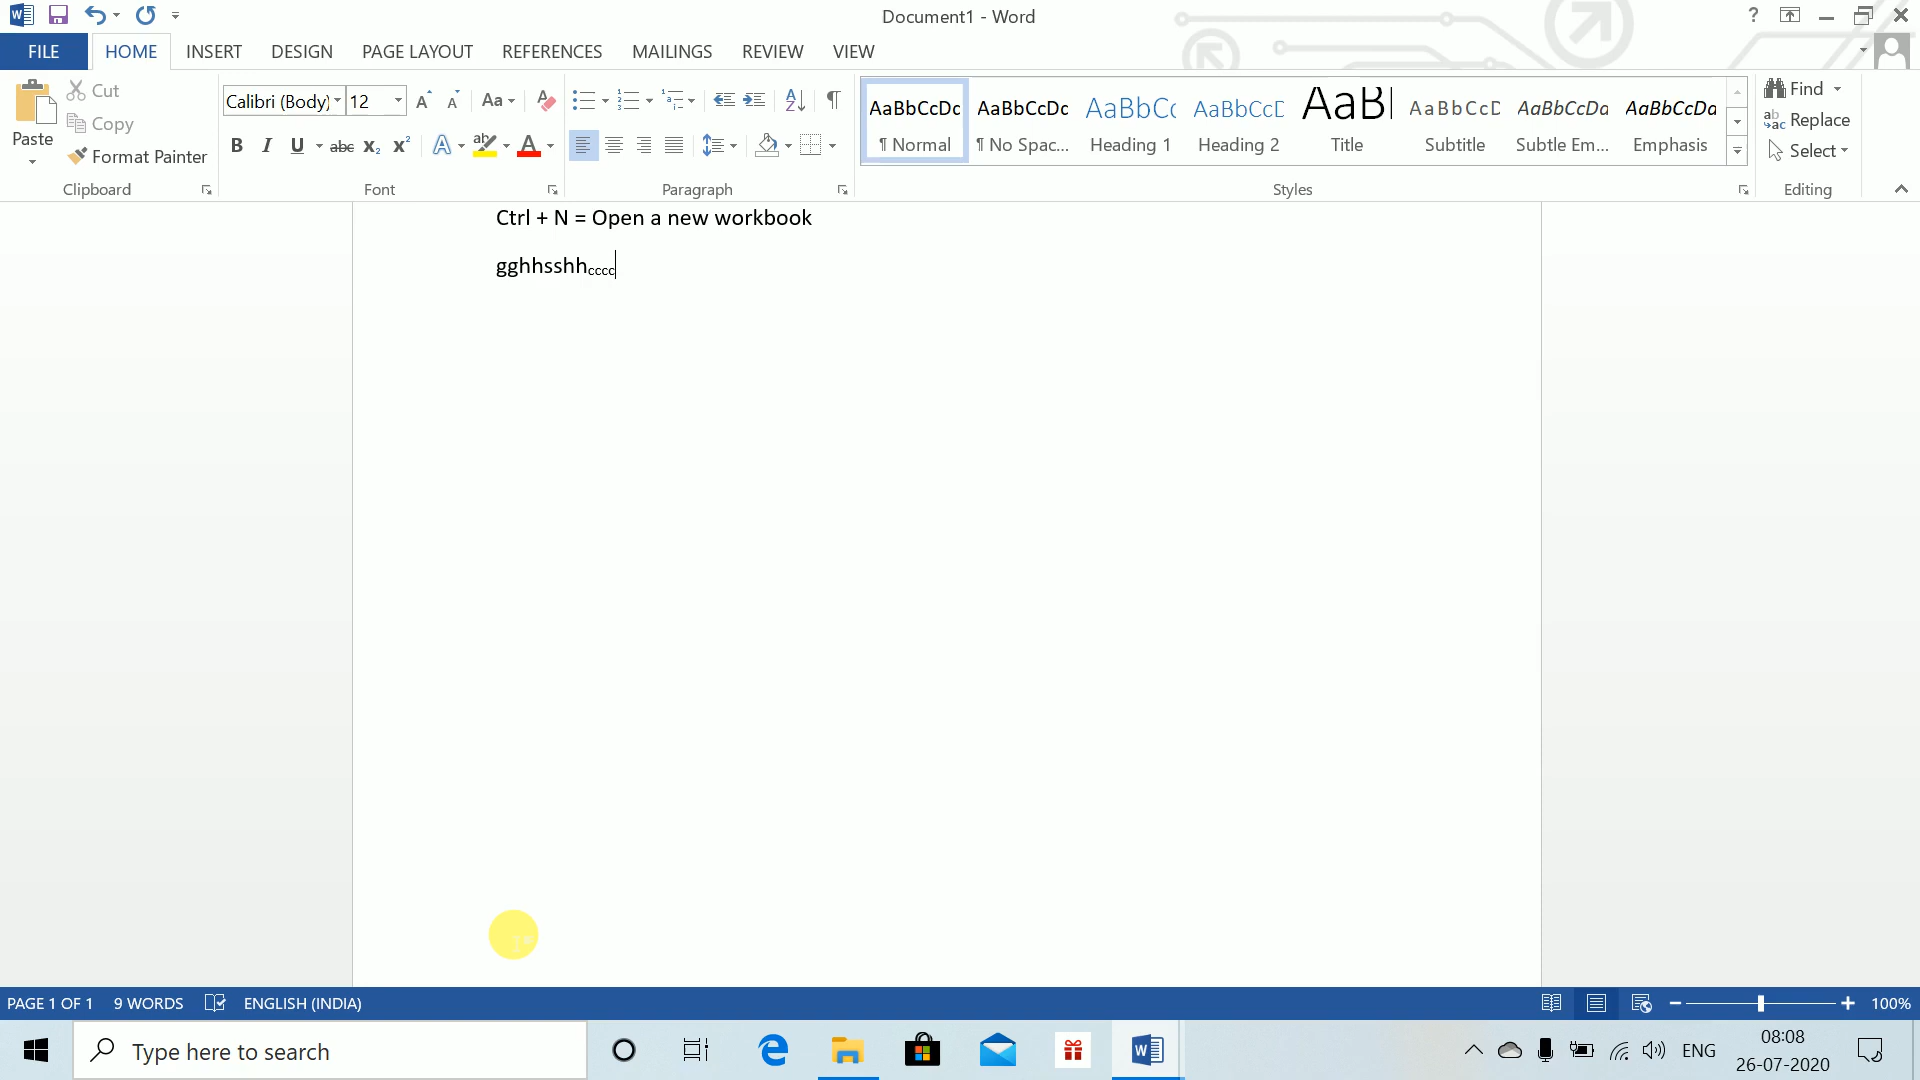 Document1 - Word
?
FILE HOME INSERT DESIGN PAGE LAYOUT REFERENCES MAILINGS REVIEW VIEW
Paste
Cut
Copy
Format Painter
Clipboard
Calibri (Body) 12
Font
Paragraph
AaBbCcDc AaBbCcDc AaBbCc AaBbCcD AaBl AaBbCcD AaBbCcDa AaBbCcDa
¶ Normal ¶ No Spac... Heading 1 Heading 2 Title Subtitle Subtle Em... Emphasis
Styles
Find
Replace
Select
Editing
Ctrl + N = Open a new workbook
gghhsshhcccc
PAGE 1 OF 1 9 WORDS ENGLISH (INDIA) 100%
Type here to search
ENG
08:08
26-07-2020